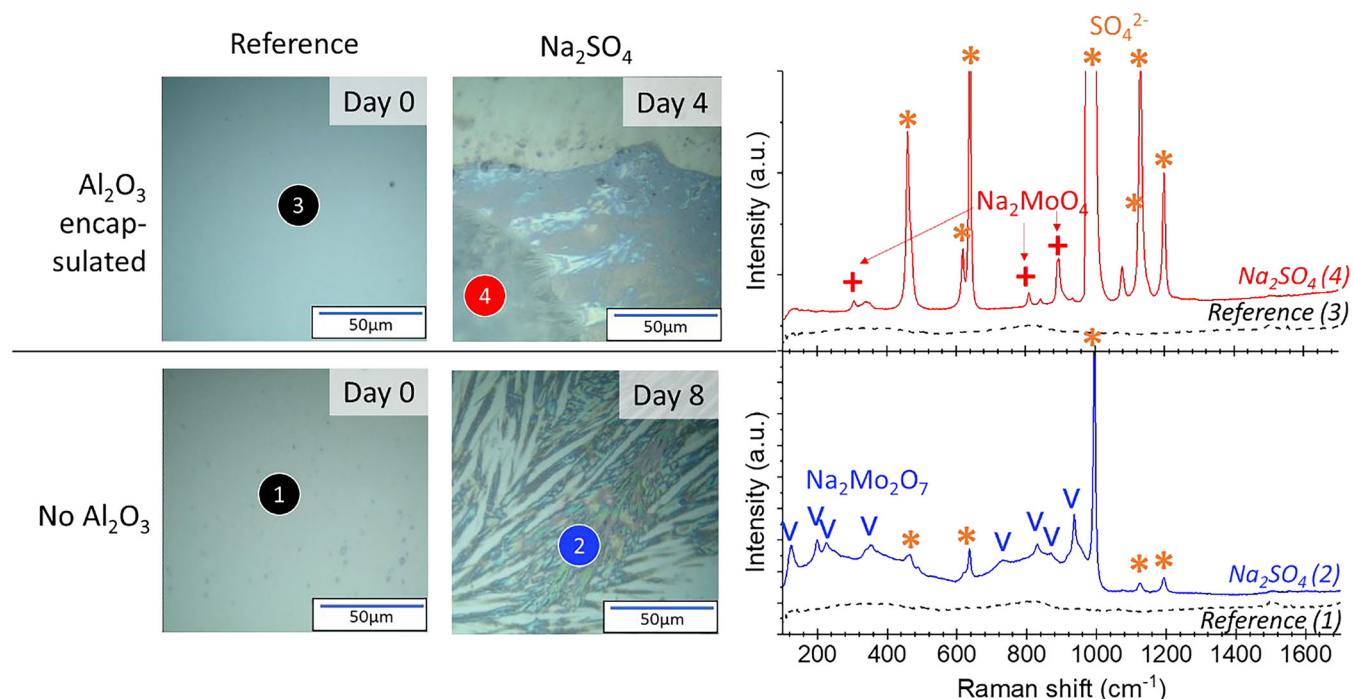 Reference
Na₂SO₄
Al₂O₃
encap-
sulated
Day 0
3
50µm
Day 4
4
50µm
No Al₂O₃
Day 0
1
50µm
Day 8
2
50µm
SO₄²⁻
* * * * * * *
Na₂MoO₄
+ + +
Intensity (a.u.)
Na₂SO₄ (4)
Reference (3)
*
Na₂Mo₂O₇
V V V V V V V V
* * * *
Intensity (a.u.)
Na₂SO₄ (2)
Reference (1)
200 400 600 800 1000 1200 1400 1600
Raman shift (cm⁻¹)